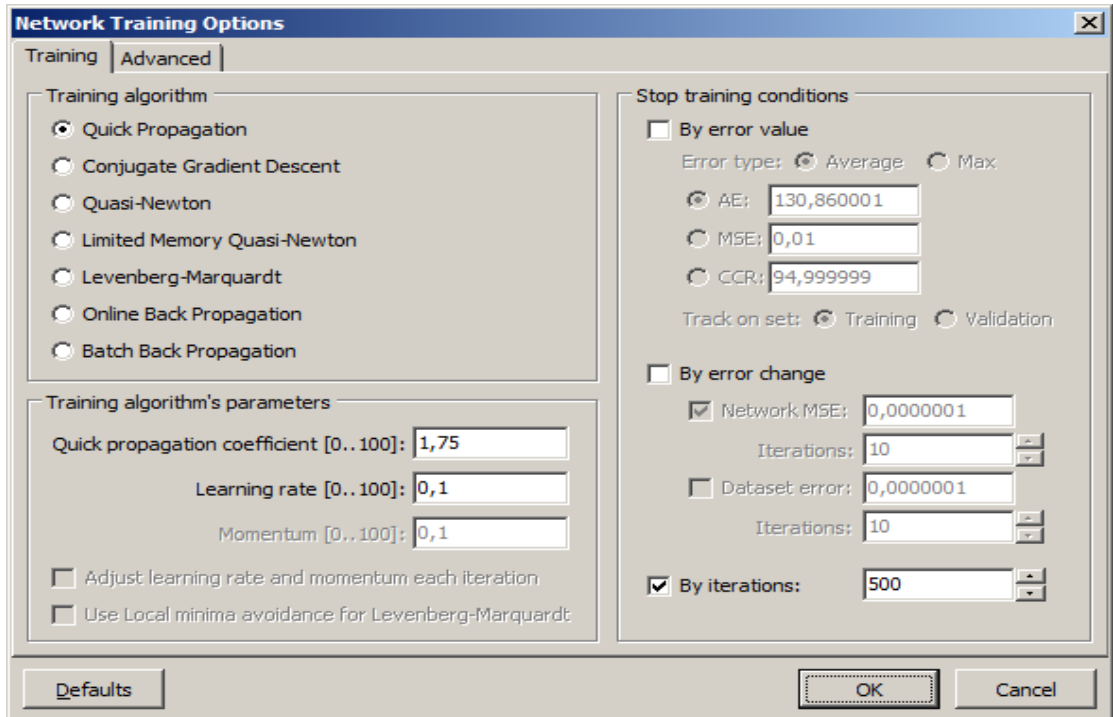 Network Training Options
Training Advanced
Training algorithm
Quick Propagation
Conjugate Gradient Descent
Quasi-Newton
Limited Memory Quasi-Newton
Levenberg-Marquardt
Online Back Propagation
Batch Back Propagation
Training algorithm's parameters
Quick propagation coefficient [0..100]: 1,75
Learning rate [0..100]: 0,1
Momentum [0..100]: 0,1
Adjust learning rate and momentum each iteration
Use Local minima avoidance for Levenberg-Marquardt
Stop training conditions
By error value
Error type: Average Max
AE: 130,860001
MSE: 0,01
CCR: 94,999999
Track on set: Training Validation
By error change
Network MSE: 0,0000001
Iterations: 10
Dataset error: 0,0000001
Iterations: 10
By iterations: 500
Defaults OK Cancel